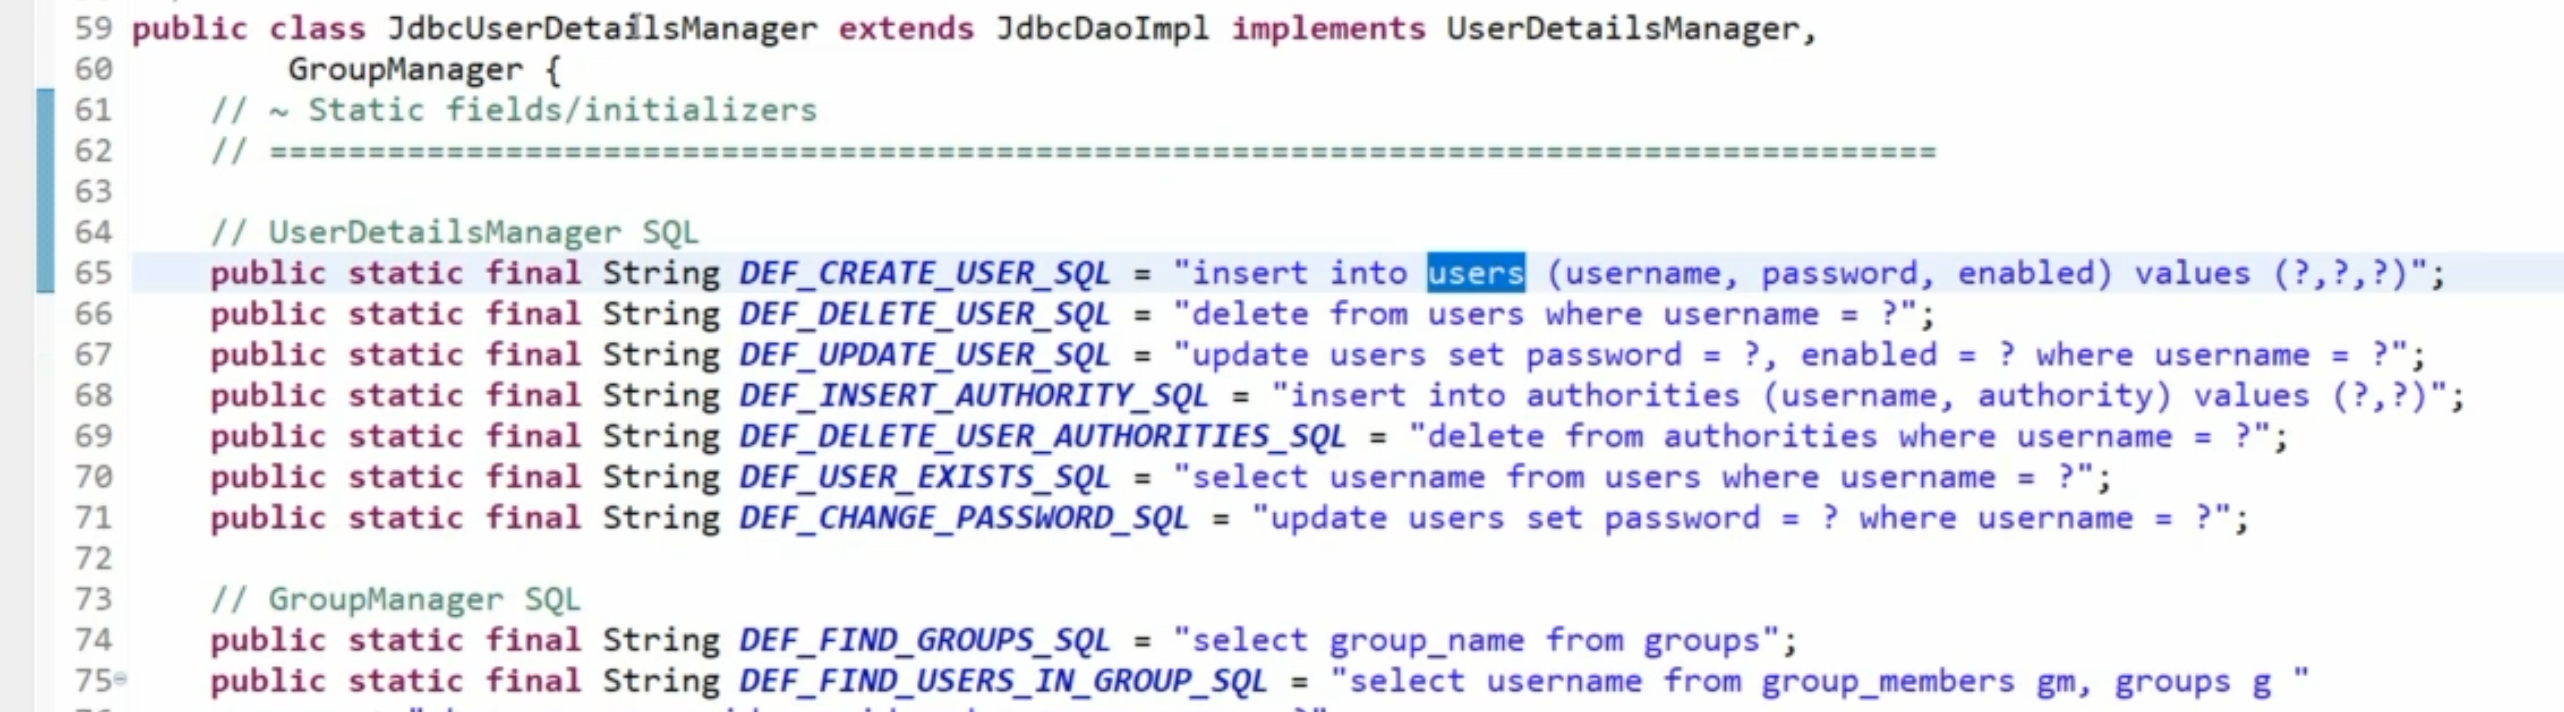 59 public class JdbcUserDetailsManager extends JdbcDaoImpl implements UserDetailsManager,
60 GroupManager {
61 // ~ Static fields/initializers
62 // =====================================================================================
63
64 // UserDetailsManager SQL
65 public static final String DEF_CREATE_USER_SQL = "insert into users (username, password, enabled) values (?,?,?)";
66 public static final String DEF_DELETE_USER_SQL = "delete from users where username = ?";
67 public static final String DEF_UPDATE_USER_SQL = "update users set password = ?, enabled = ? where username = ?";
68 public static final String DEF_INSERT_AUTHORITY_SQL = "insert into authorities (username, authority) values (?,?)";
69 public static final String DEF_DELETE_USER_AUTHORITIES_SQL = "delete from authorities where username = ?";
70 public static final String DEF_USER_EXISTS_SQL = "select username from users where username = ?";
71 public static final String DEF_CHANGE_PASSWORD_SQL = "update users set password = ? where username = ?";
72
73 // GroupManager SQL
74 public static final String DEF_FIND_GROUPS_SQL = "select group_name from groups";
75 public static final String DEF_FIND_USERS_IN_GROUP_SQL = "select username from group_members gm, groups g "